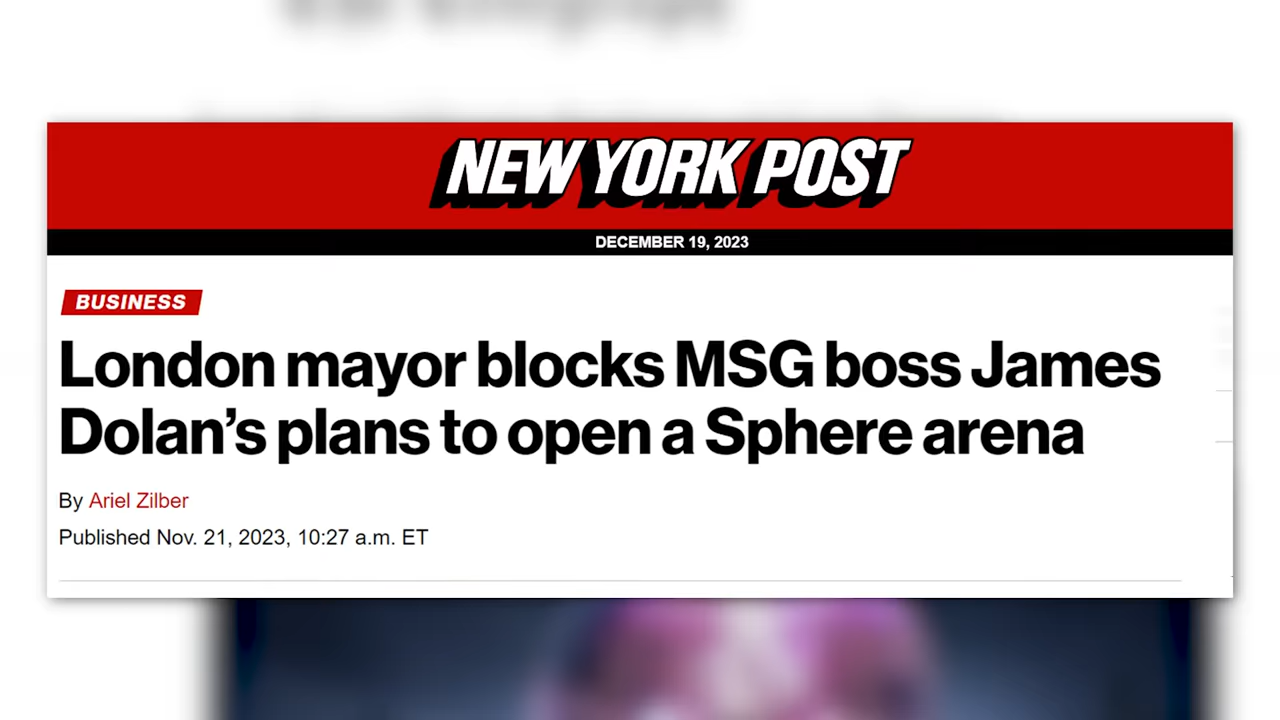 NEW YORK POST
DECEMBER 19, 2023
BUSINESS
London mayor blocks MSG boss James
Dolan’s plans to open a Sphere arena
By Ariel Zilber
Published Nov. 21, 2023, 10:27 a.m. ET